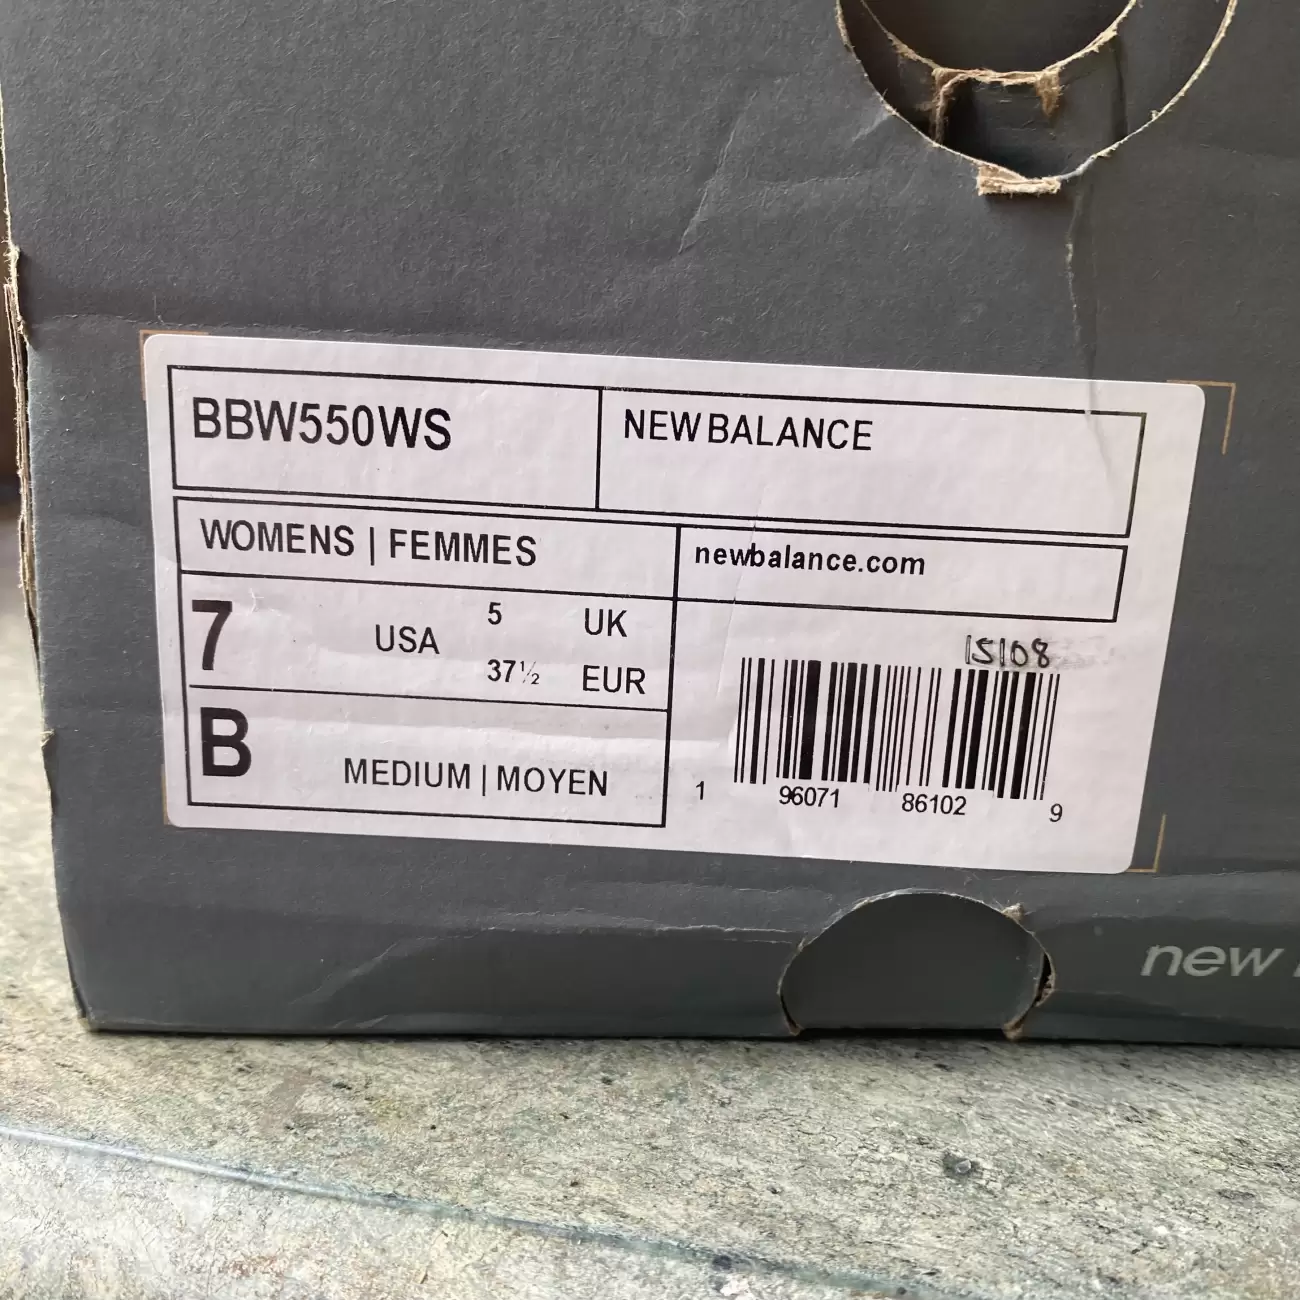 BBW550WS
NEW BALANCE
WOMENS | FEMMES
newbalance.com
7 USA 5 UK
37½ EUR
B MEDIUM | MOYEN
15108
1 96071 86102 9
new